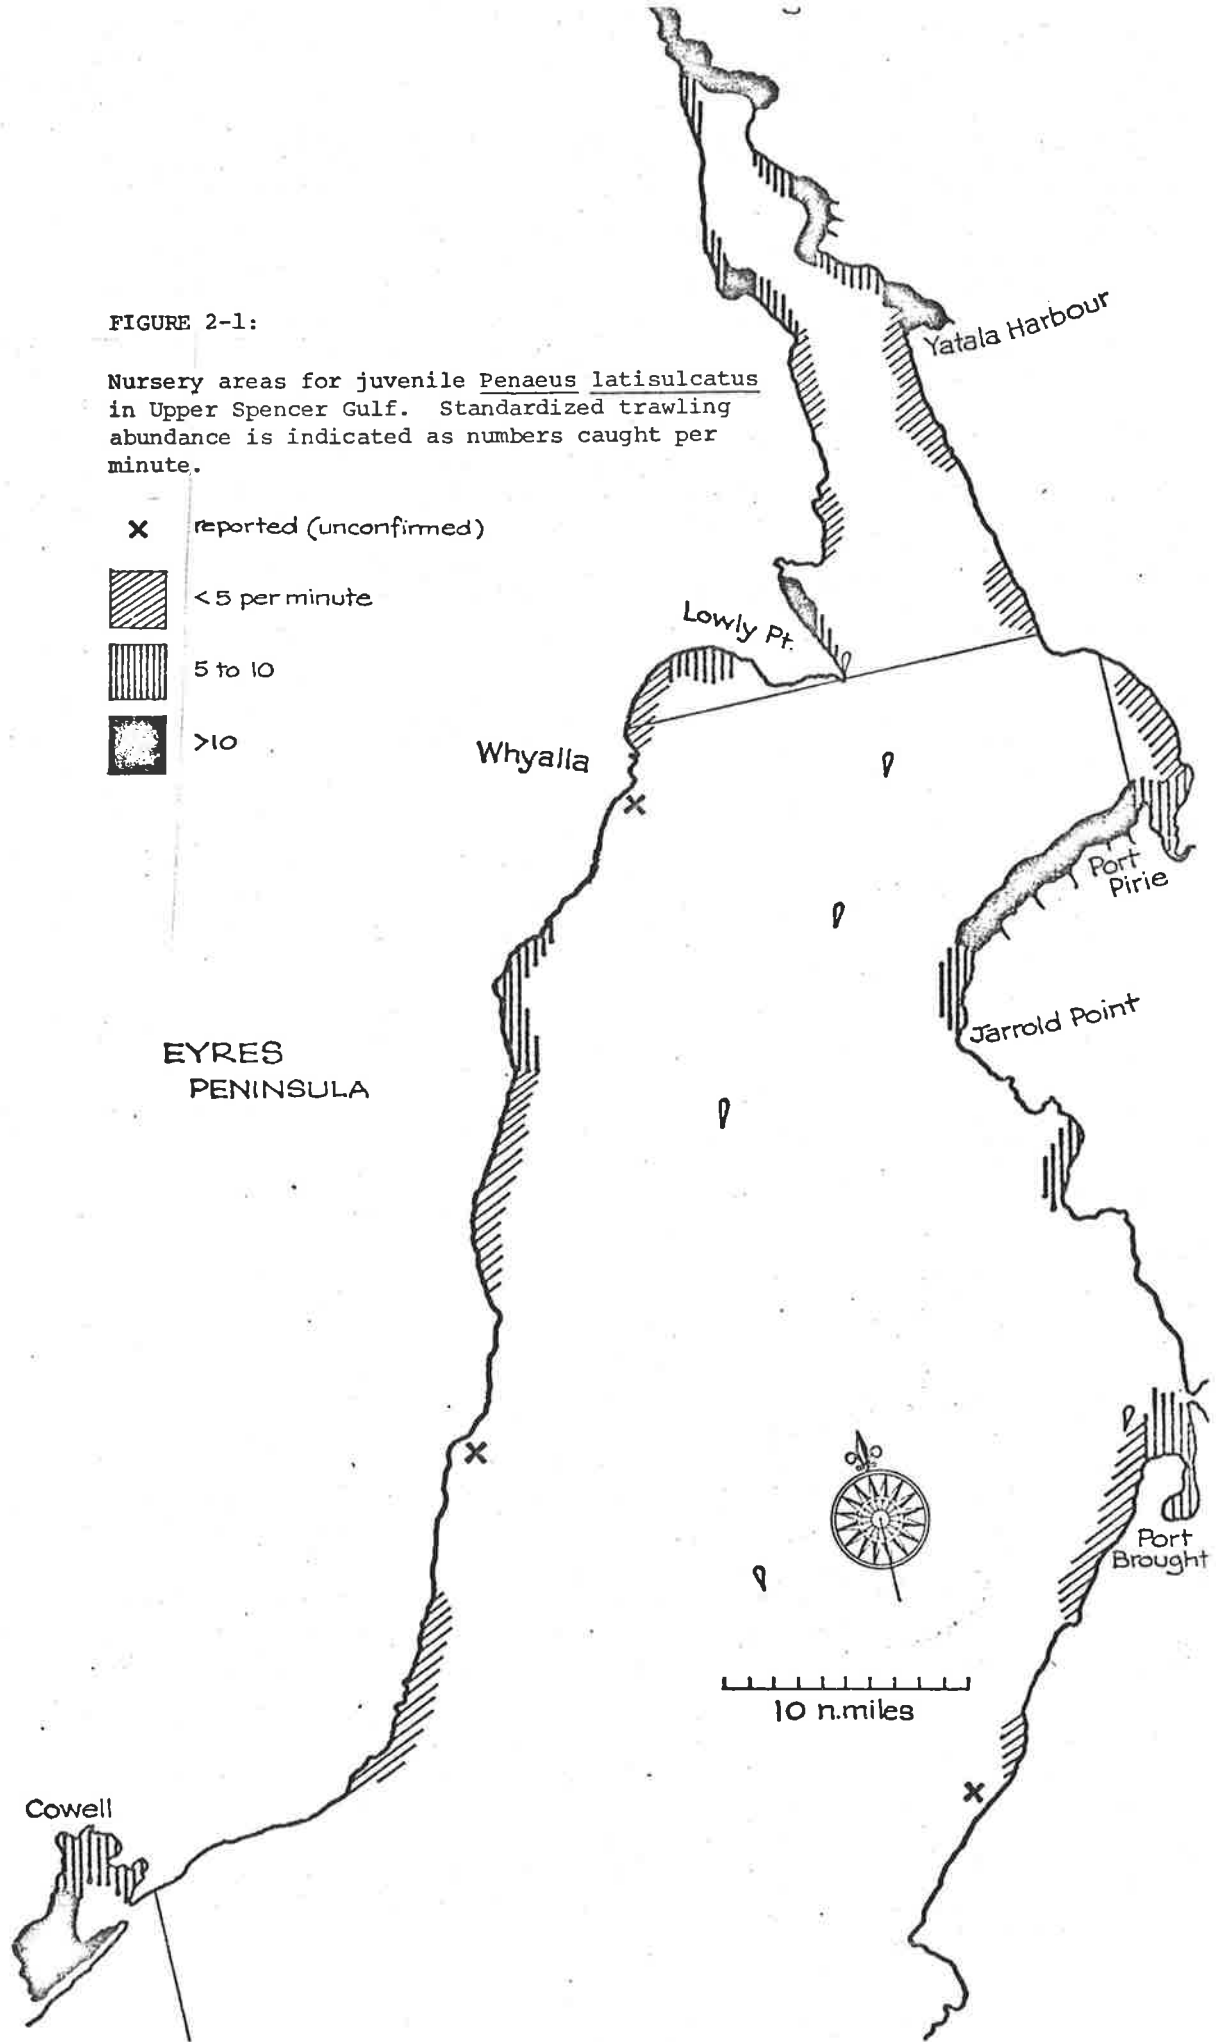 FIGURE 2-1:
Nursery areas for juvenile Penaeus latisulcatus
in Upper Spencer Gulf. Standardized trawling
abundance is indicated as numbers caught per
minute.
x reported (unconfirmed)
<5 per minute
5 to 10
>10
Yatala Harbour
Lowly Pt.
Whyalla
x
Port
Pirie
Jarrold Point
EYRES
PENINSULA
x
Port
Brought
10 n.miles
x
Cowell